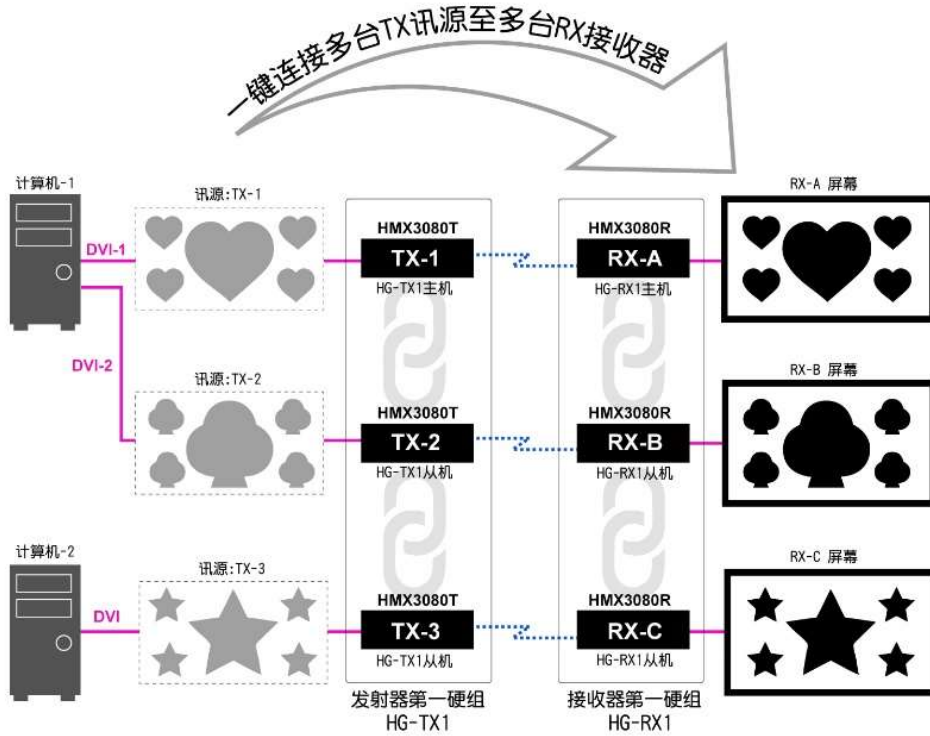 一键连接多台TX讯源至多台RX接收器
计算机-1
讯源:TX-1
RX-A 屏幕
HMX3080T
HMX3080R
DVI-1
TX-1
RX-A
HG-TX1主机
HG-RX1主机
DVI-2
讯源:TX-2
RX-B 屏幕
HMX3080T
HMX3080R
TX-2
RX-B
HG-TX1从机
HG-RX1从机
计算机-2
讯源:TX-3
RX-C 屏幕
HMX3080T
HMX3080R
DVI
TX-3
RX-C
HG-TX1从机
HG-RX1从机
发射器第一硬组
HG-TX1
接收器第一硬组
HG-RX1